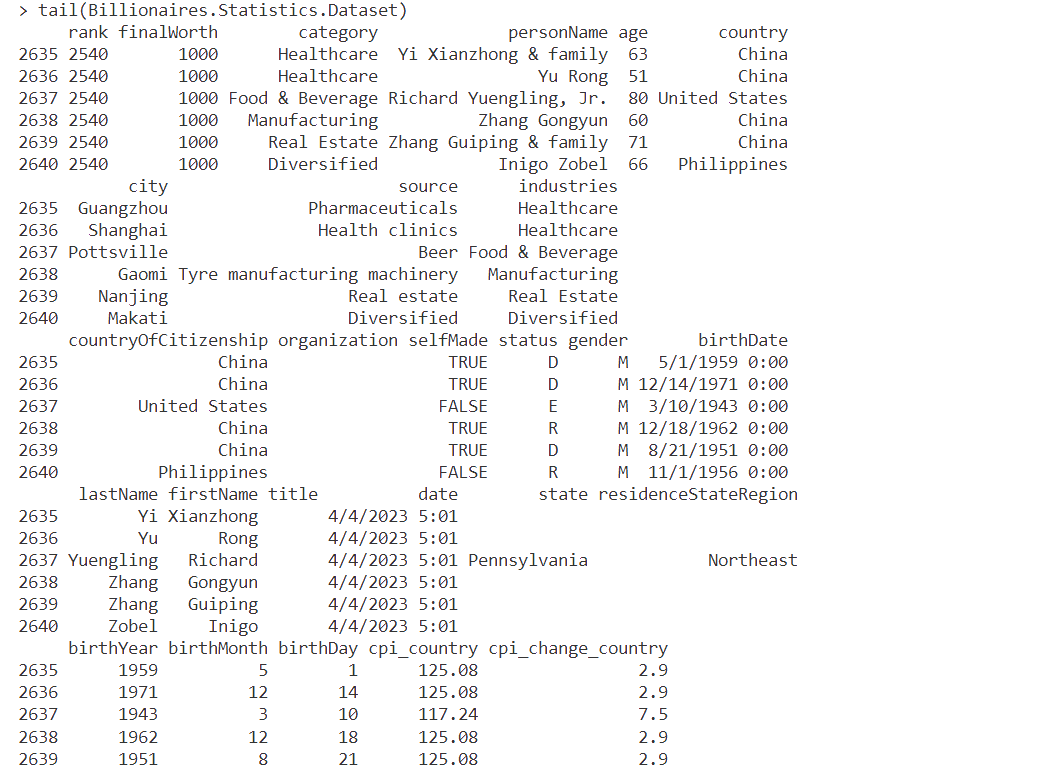 > tail(Billionaires.Statistics.Dataset)
     rank finalWorth        category               personName age       country
2635 2540       1000      Healthcare  Yi Xianzhong & family  63         China
2636 2540       1000      Healthcare                Yu Rong  51         China
2637 2540       1000 Food & Beverage Richard Yuengling, Jr.  80 United States
2638 2540       1000   Manufacturing          Zhang Gongyun  60         China
2639 2540       1000     Real Estate Zhang Guiping & family  71         China
2640 2540       1000     Diversified            Inigo Zobel  66   Philippines
           city                       source      industries
2635  Guangzhou              Pharmaceuticals      Healthcare
2636   Shanghai               Health clinics      Healthcare
2637 Pottsville                         Beer Food & Beverage
2638      Gaomi Tyre manufacturing machinery   Manufacturing
2639    Nanjing                  Real estate     Real Estate
2640     Makati                  Diversified     Diversified
     countryOfCitizenship organization selfMade status gender       birthDate
2635                China                  TRUE      D      M   5/1/1959 0:00
2636                China                  TRUE      D      M 12/14/1971 0:00
2637        United States                 FALSE      E      M  3/10/1943 0:00
2638                China                  TRUE      R      M 12/18/1962 0:00
2639                China                  TRUE      D      M  8/21/1951 0:00
2640          Philippines                 FALSE      R      M  11/1/1956 0:00
      lastName firstName title          date        state residenceStateRegion
2635        Yi Xianzhong       4/4/2023 5:01
2636        Yu      Rong       4/4/2023 5:01
2637 Yuengling   Richard       4/4/2023 5:01 Pennsylvania            Northeast
2638     Zhang   Gongyun       4/4/2023 5:01
2639     Zhang   Guiping       4/4/2023 5:01
2640     Zobel     Inigo       4/4/2023 5:01
     birthYear birthMonth birthDay cpi_country cpi_change_country
2635      1959          5        1      125.08                2.9
2636      1971         12       14      125.08                2.9
2637      1943          3       10      117.24                7.5
2638      1962         12       18      125.08                2.9
2639      1951          8       21      125.08                2.9